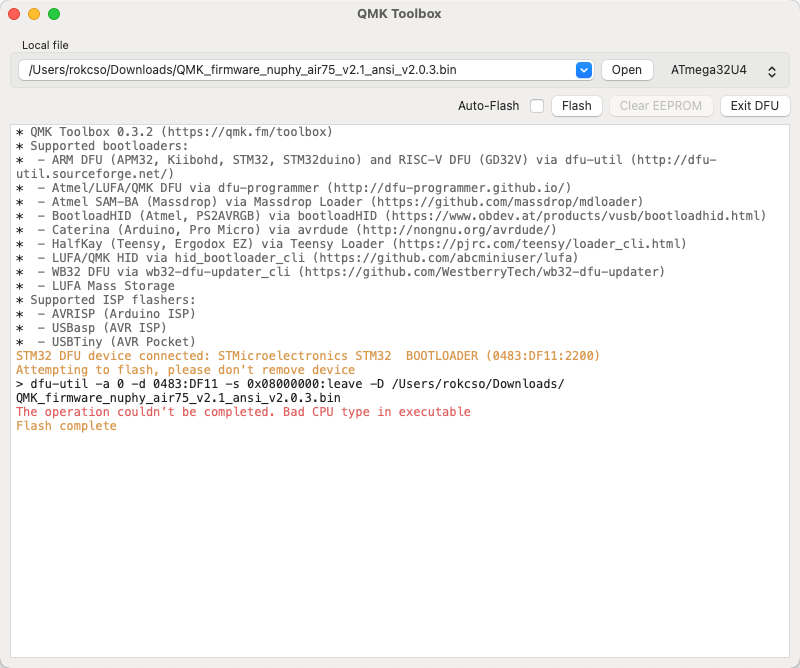 QMK Toolbox
Local file
/Users/rokcso/Downloads/QMK_firmware_nuphy_air75_v2.1_ansi_v2.0.3.bin Open ATmega32U4
Auto-Flash Flash Clear EEPROM Exit DFU
* QMK Toolbox 0.3.2 (https://qmk.fm/toolbox)
* Supported bootloaders:
*  - ARM DFU (APM32, Kiibohd, STM32, STM32duino) and RISC-V DFU (GD32V) via dfu-util (http://dfu-
util.sourceforge.net/)
*  - Atmel/LUFA/QMK DFU via dfu-programmer (http://dfu-programmer.github.io/)
*  - Atmel SAM-BA (Massdrop) via Massdrop Loader (https://github.com/massdrop/mdloader)
*  - BootloadHID (Atmel, PS2AVRGB) via bootloadHID (https://www.obdev.at/products/vusb/bootloadhid.html)
*  - Caterina (Arduino, Pro Micro) via avrdude (http://nongnu.org/avrdude/)
*  - HalfKay (Teensy, Ergodox EZ) via Teensy Loader (https://pjrc.com/teensy/loader_cli.html)
*  - LUFA/QMK HID via hid_bootloader_cli (https://github.com/abcminiuser/lufa)
*  - WB32 DFU via wb32-dfu-updater_cli (https://github.com/WestberryTech/wb32-dfu-updater)
*  - LUFA Mass Storage
* Supported ISP flashers:
*  - AVRISP (Arduino ISP)
*  - USBasp (AVR ISP)
*  - USBTiny (AVR Pocket)
STM32 DFU device connected: STMicroelectronics STM32  BOOTLOADER (0483:DF11:2200)
Attempting to flash, please don't remove device
> dfu-util -a 0 -d 0483:DF11 -s 0x08000000:leave -D /Users/rokcso/Downloads/
QMK_firmware_nuphy_air75_v2.1_ansi_v2.0.3.bin
The operation couldn't be completed. Bad CPU type in executable
Flash complete